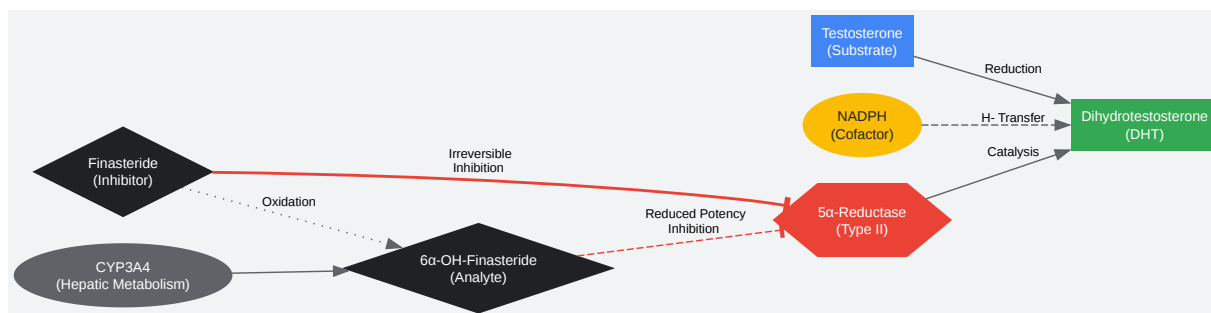 Testosterone
(Substrate)
Reduction
NADPH
(Cofactor)
H- Transfer
Dihydrotestosterone
(DHT)
Catalysis
Finasteride
(Inhibitor)
Irreversible
Inhibition
Oxidation
Reduced Potency
Inhibition
5α-Reductase
(Type II)
CYP3A4
(Hepatic Metabolism)
6α-OH-Finasteride
(Analyte)